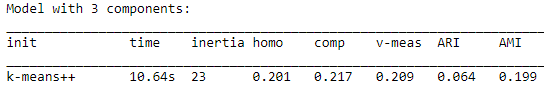 Model with 3 components:
init time inertia homo comp v-meas ARI AMI
k-means++ 10.64s 23 0.201 0.217 0.209 0.064 0.199